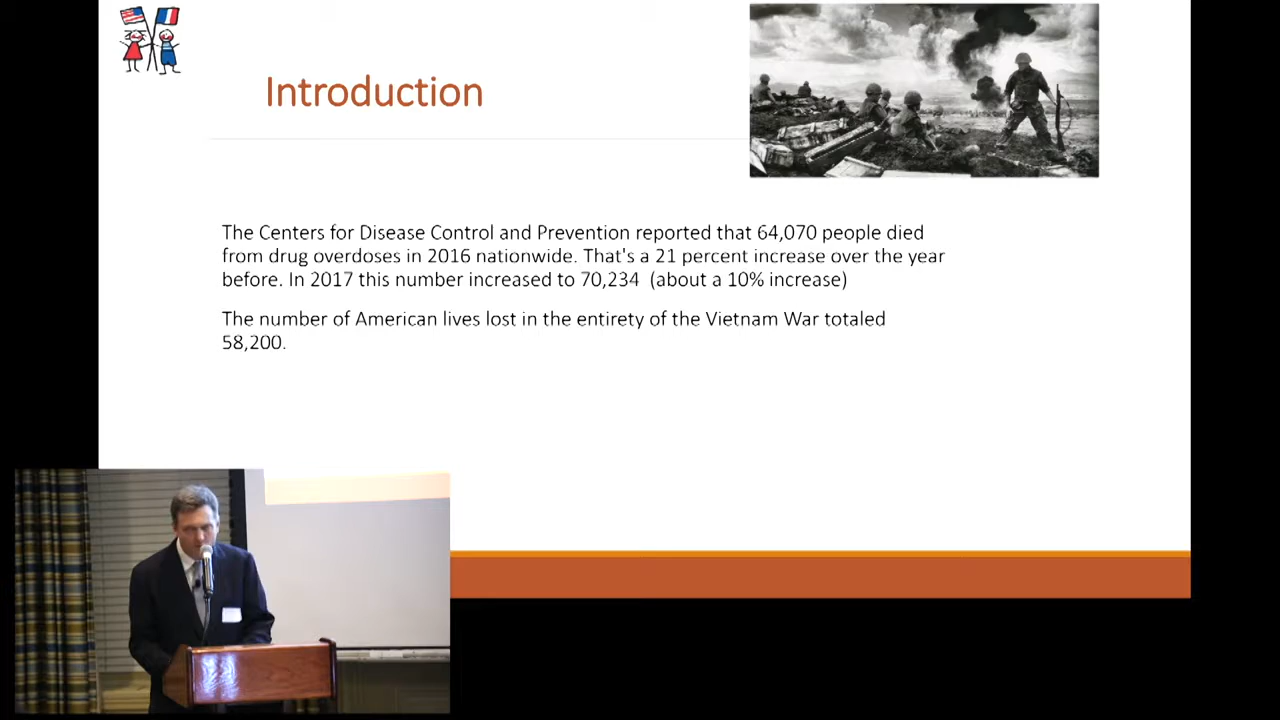 Introduction
The Centers for Disease Control and Prevention reported that 64,070 people died
from drug overdoses in 2016 nationwide. That's a 21 percent increase over the year
before. In 2017 this number increased to 70,234  (about a 10% increase)
The number of American lives lost in the entirety of the Vietnam War totaled
58,200.